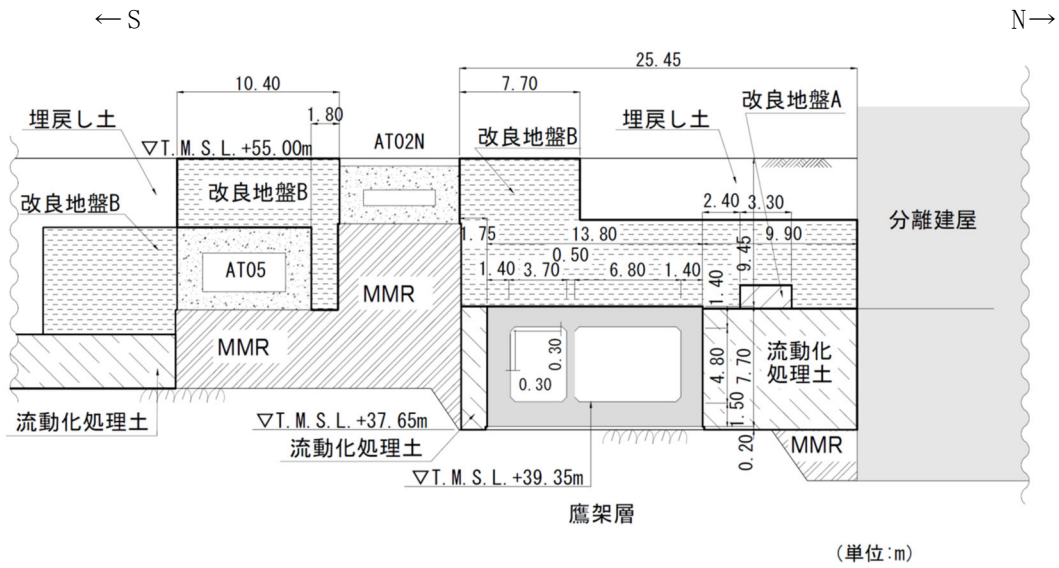 ←S
N→
25.45
10.40
7.70
改良地盤A
1.80
埋戻し土
AT02N
改良地盤B
埋戻し土
▽T.M.S.L.+55.00m
改良地盤B
2.40
3.30
改良地盤B
分離建屋
1.75
13.80
9.45
9.90
0.50
AT05
1.40
3.70
6.80
1.40
1.40
MMR
MMR
0.30
0.30
4.80
7.70
流動化
処理土
1.50
流動化処理土
▽T.M.S.L.+37.65m
流動化処理土
0.20
MMR
▽T.M.S.L.+39.35m
鷹架層
(単位:m)